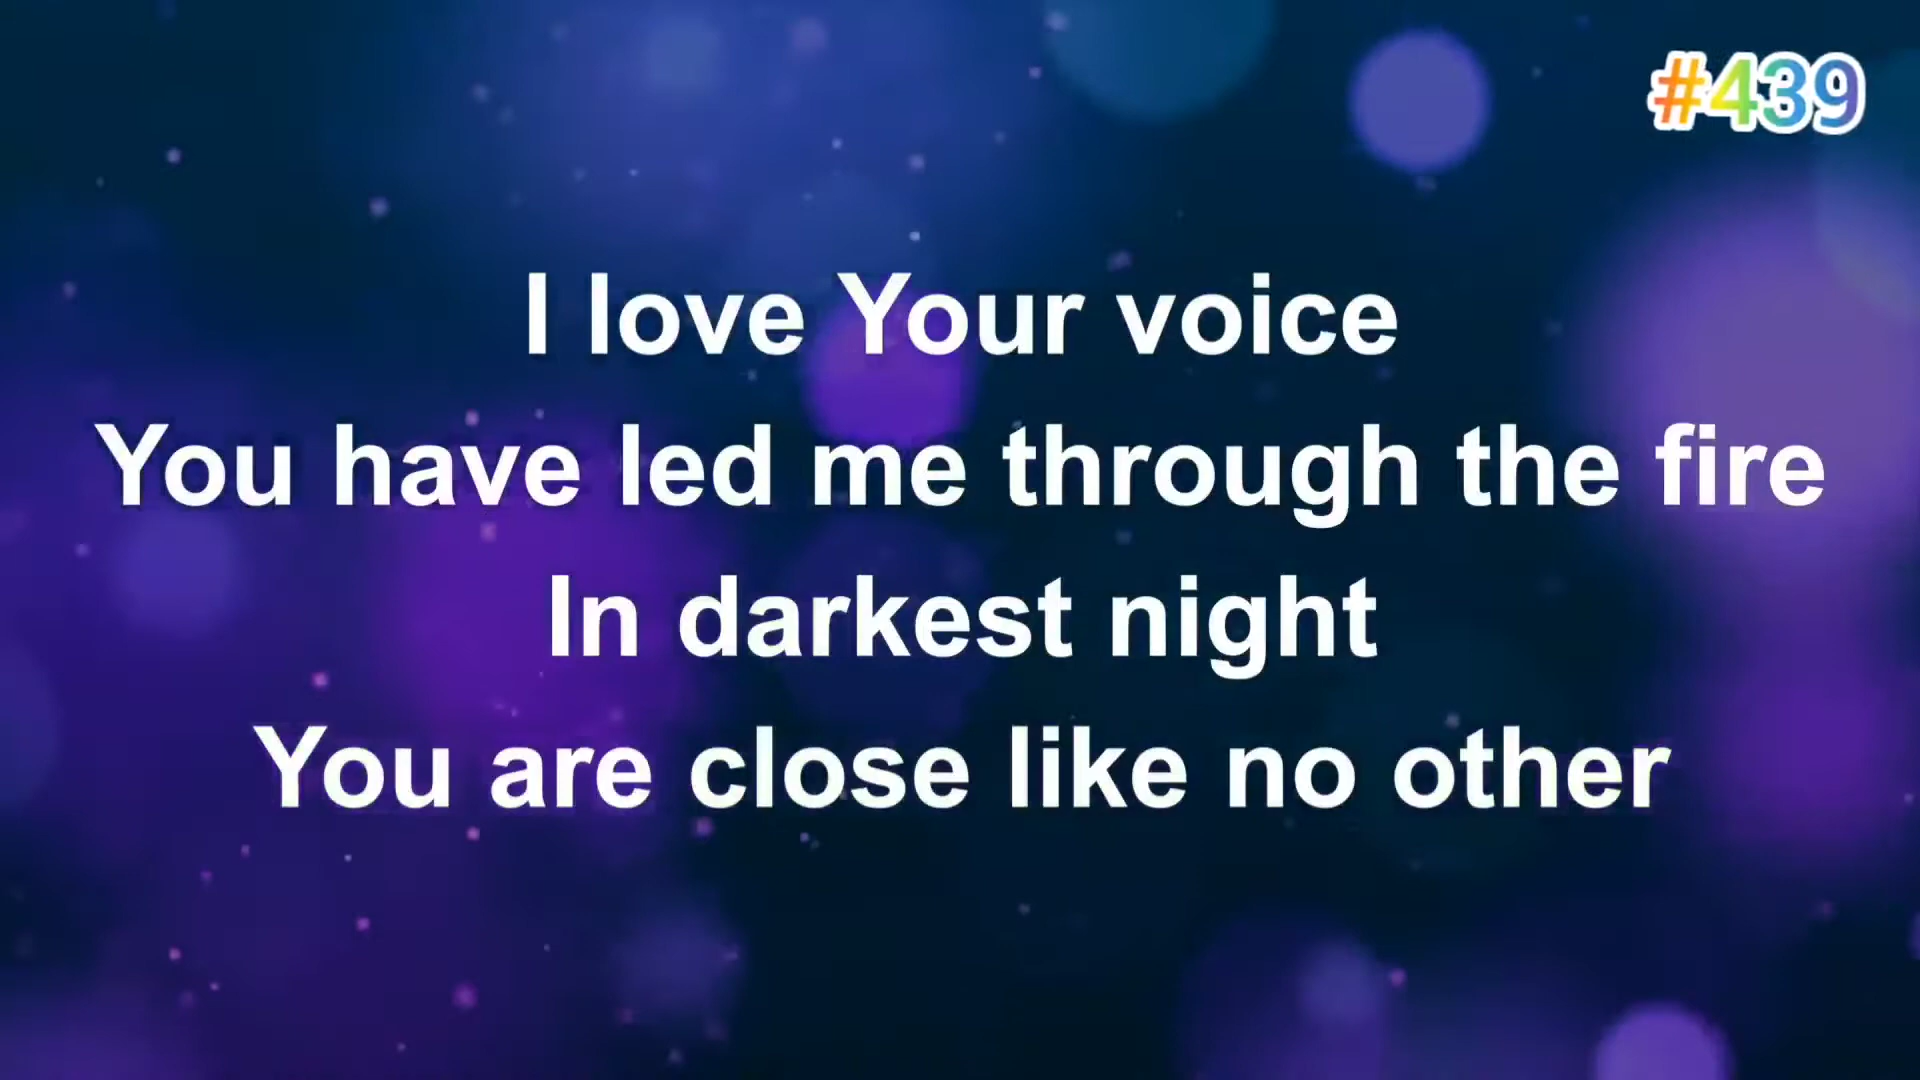 #439
I love Your voice
You have led me through the fire
In darkest night
You are close like no other